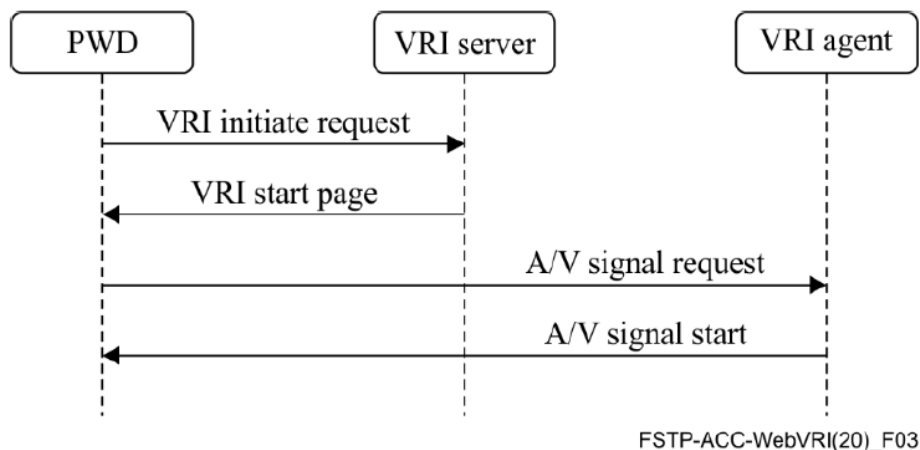 PWD
VRI server
VRI agent
VRI initiate request
VRI start page
A/V signal request
A/V signal start
FSTP-ACC-WebVRI(20)_F03